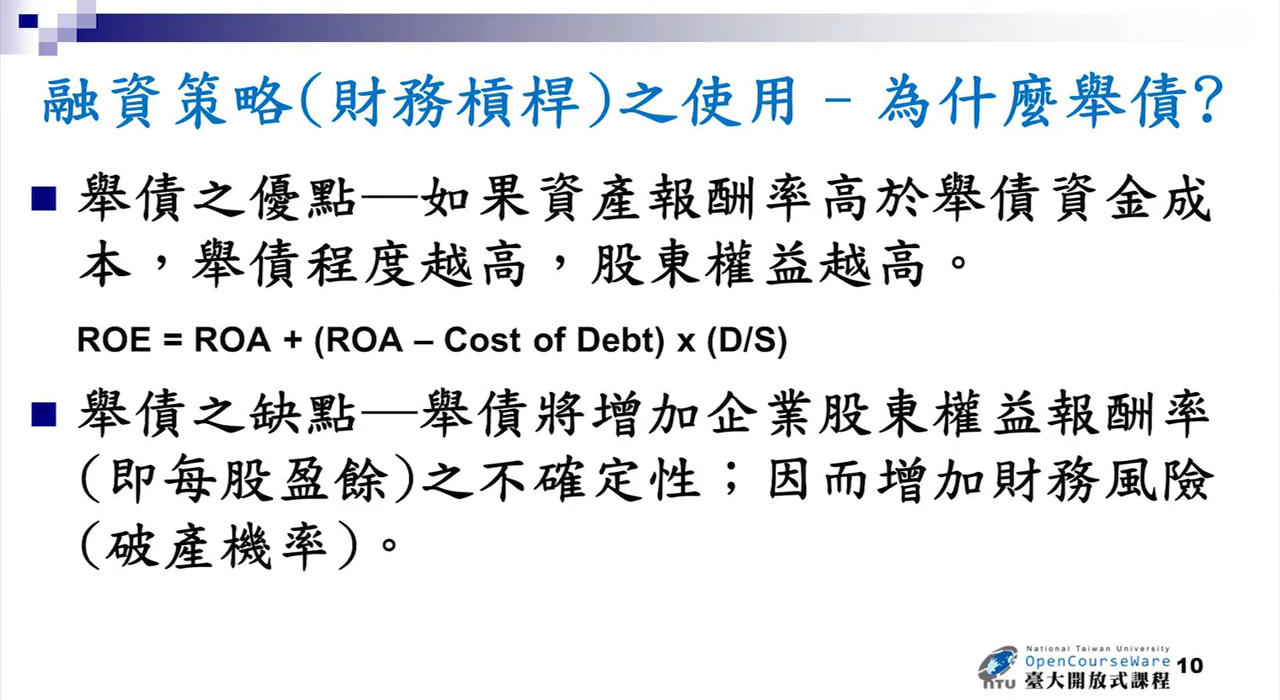 融資策略(財務槓桿)之使用 – 為什麼舉債?
舉債之優點—如果資產報酬率高於舉債資金成
本，舉債程度越高，股東權益越高。
ROE = ROA + (ROA – Cost of Debt) x (D/S)
舉債之缺點—舉債將增加企業股東權益報酬率
(即每股盈餘)之不確定性；因而增加財務風險
(破產機率)。
National Taiwan University
OpenCourseWare
臺大開放式課程
NTU
10